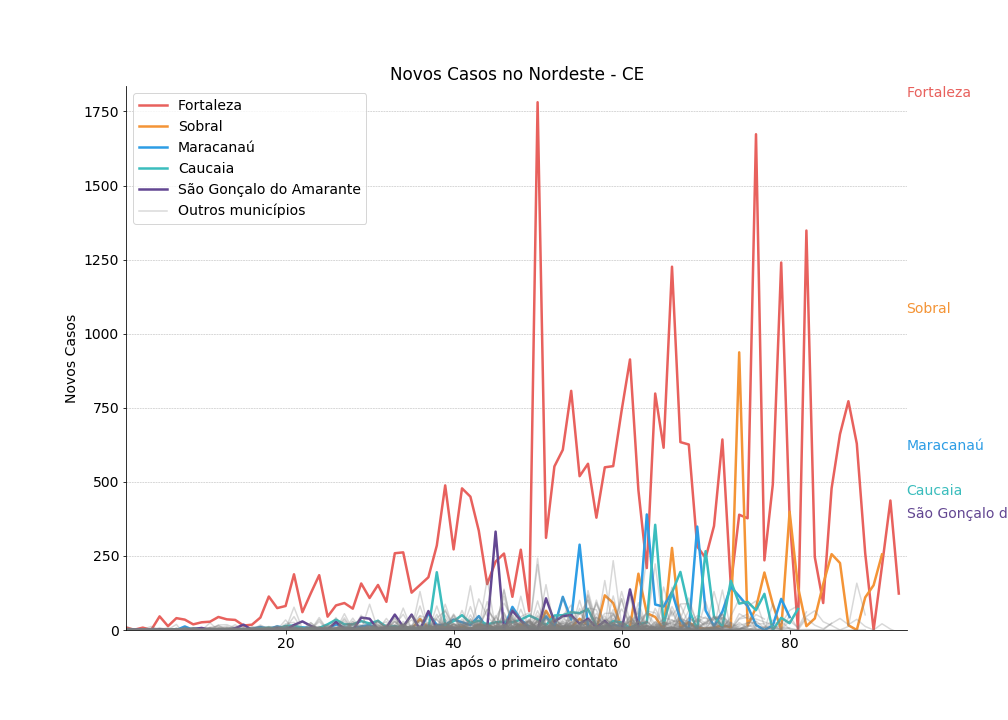 Novos Casos no Nordeste - CE
Fortaleza
Sobral
Maracanaú
Caucaia
São Gonçalo do Amarante
Outros municípios
1750
1500
1250
1000
750
500
250
0
Novos Casos
20
40
60
80
Dias após o primeiro contato
Fortaleza
Sobral
Maracanaú
Caucaia
São Gonçalo d